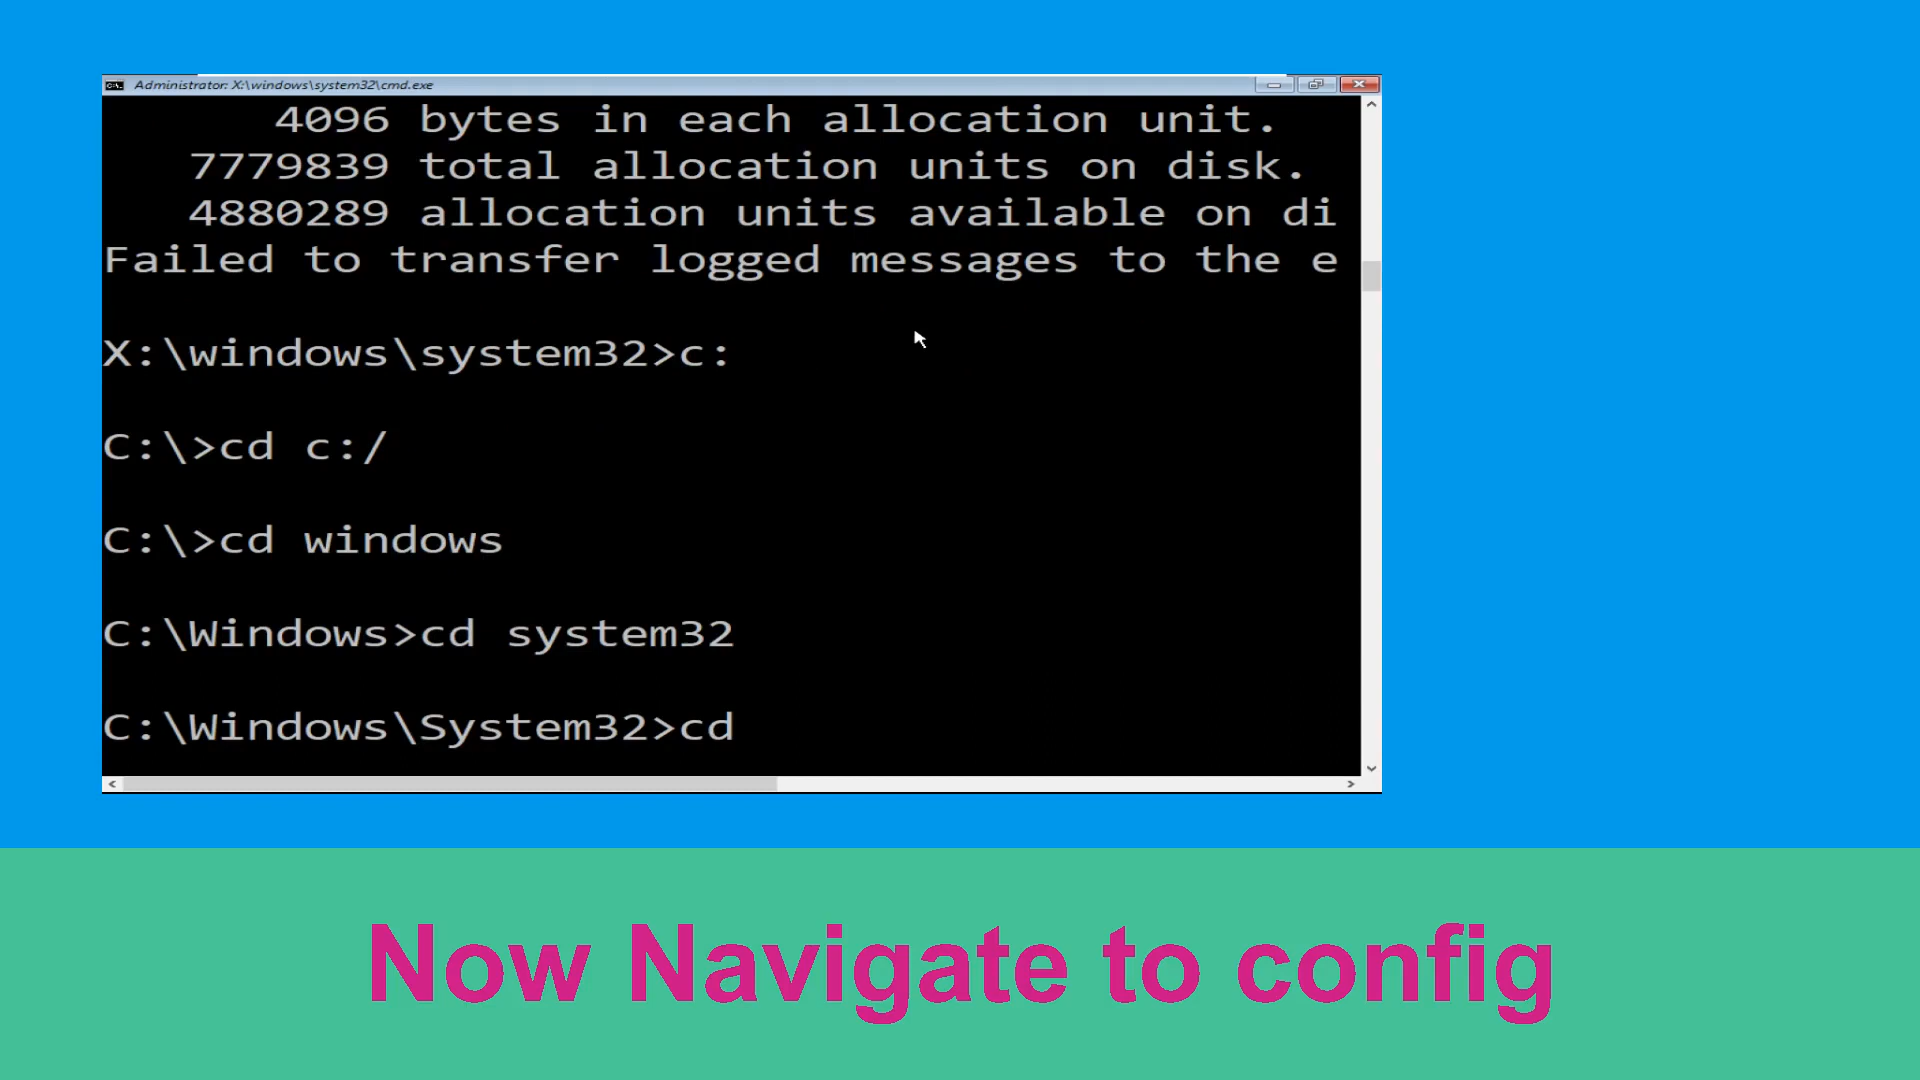 Administrator: X:\windows\system32\cmd.exe
4096 bytes in each allocation unit.
7779839 total allocation units on disk.
4880289 allocation units available on di
Failed to transfer logged messages to the e
X:\windows\system32>c:
C:\>cd c:/
C:\>cd windows
C:\Windows>cd system32
C:\Windows\System32>cd
Now Navigate to config